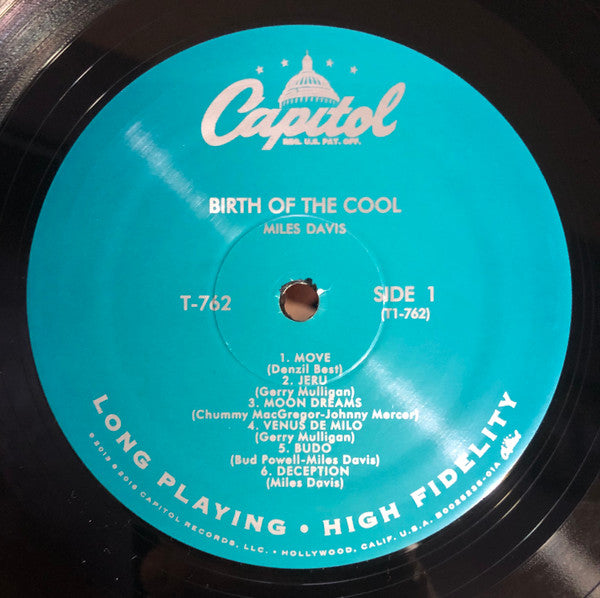 Capitol
REG. U.S. PAT. OFF.
BIRTH OF THE COOL
MILES DAVIS
T-762
SIDE 1
(T1-762)
1. MOVE
(Denzil Best)
2. JERU
(Gerry Mulligan)
3. MOON DREAMS
(Chummy MacGregor-Johnny Mercer)
4. VENUS DE MILO
(Gerry Mulligan)
5. BUDO
(Bud Powell-Miles Davis)
6. DECEPTION
(Miles Davis)
LONG PLAYING • HIGH FIDELITY
CAPITOL RECORDS, LLC. • HOLLYWOOD, CALIF. U.S.A.
Capitol